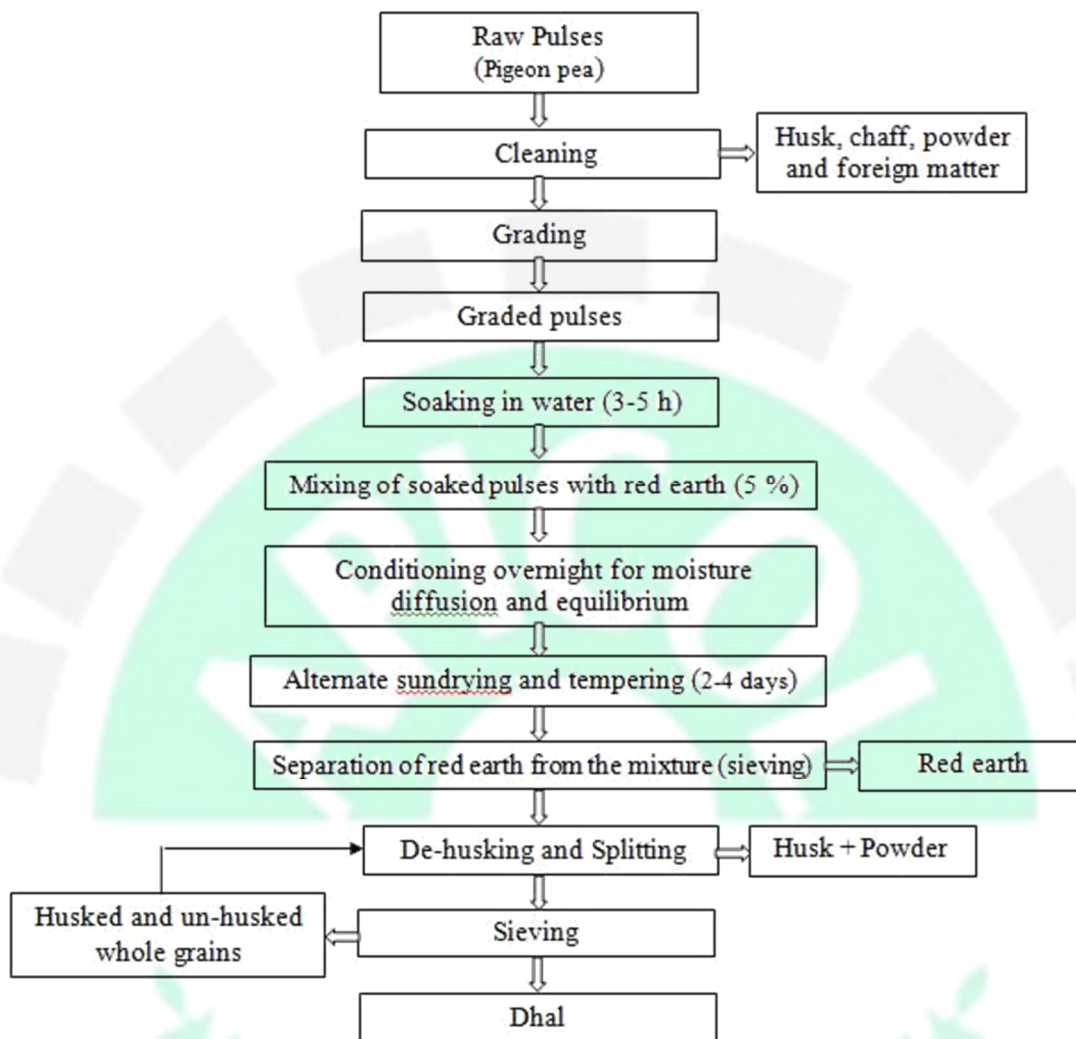 Raw Pulses
(Pigeon pea)
Cleaning
Husk, chaff, powder
and foreign matter
Grading
Graded pulses
Soaking in water (3-5 h)
Mixing of soaked pulses with red earth (5 %)
Conditioning overnight for moisture
diffusion and equilibrium
Alternate sundrying and tempering (2-4 days)
Separation of red earth from the mixture (sieving)
Red earth
De-husking and Splitting
Husk + Powder
Husked and un-husked
whole grains
Sieving
Dhal
APICOL